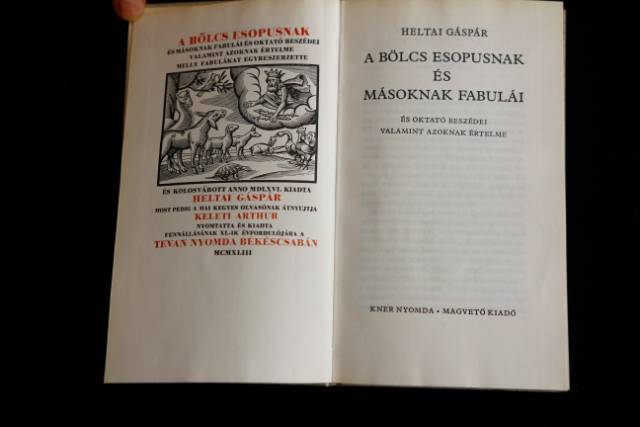 A BÖLCS ESOPUSNAK
ÉS MÁSOKNAK FABULÁI ÉS OKTATÓ BESZÉDEI
VALAMINT AZOKNAK ÉRTELME
MELLY FABULÁKAT EGYBESZERZETTE
ÉS KOLOSVÁROTT ANNO MDLXVI. KIADTA
HELTAI GÁSPÁR
MOST PEDIG A MAI KEGYES OLVASÓNAK ÁTNYUJTJA
KELETI ARTHUR
NYOMTATTA ÉS KIADTA
FENNÁLLÁSÁNAK XL-IK ÉVFORDULÓJÁRA A
TEVAN NYOMDA BÉKÉSCSABÁN
MCMXLIII
HELTAI GÁSPÁR
A BÖLCS ESOPUSNAK
ÉS
MÁSOKNAK FABULÁI
ÉS OKTATÓ BESZÉDEI
VALAMINT AZOKNAK ÉRTELME
KNER NYOMDA • MAGVETŐ KIADÓ